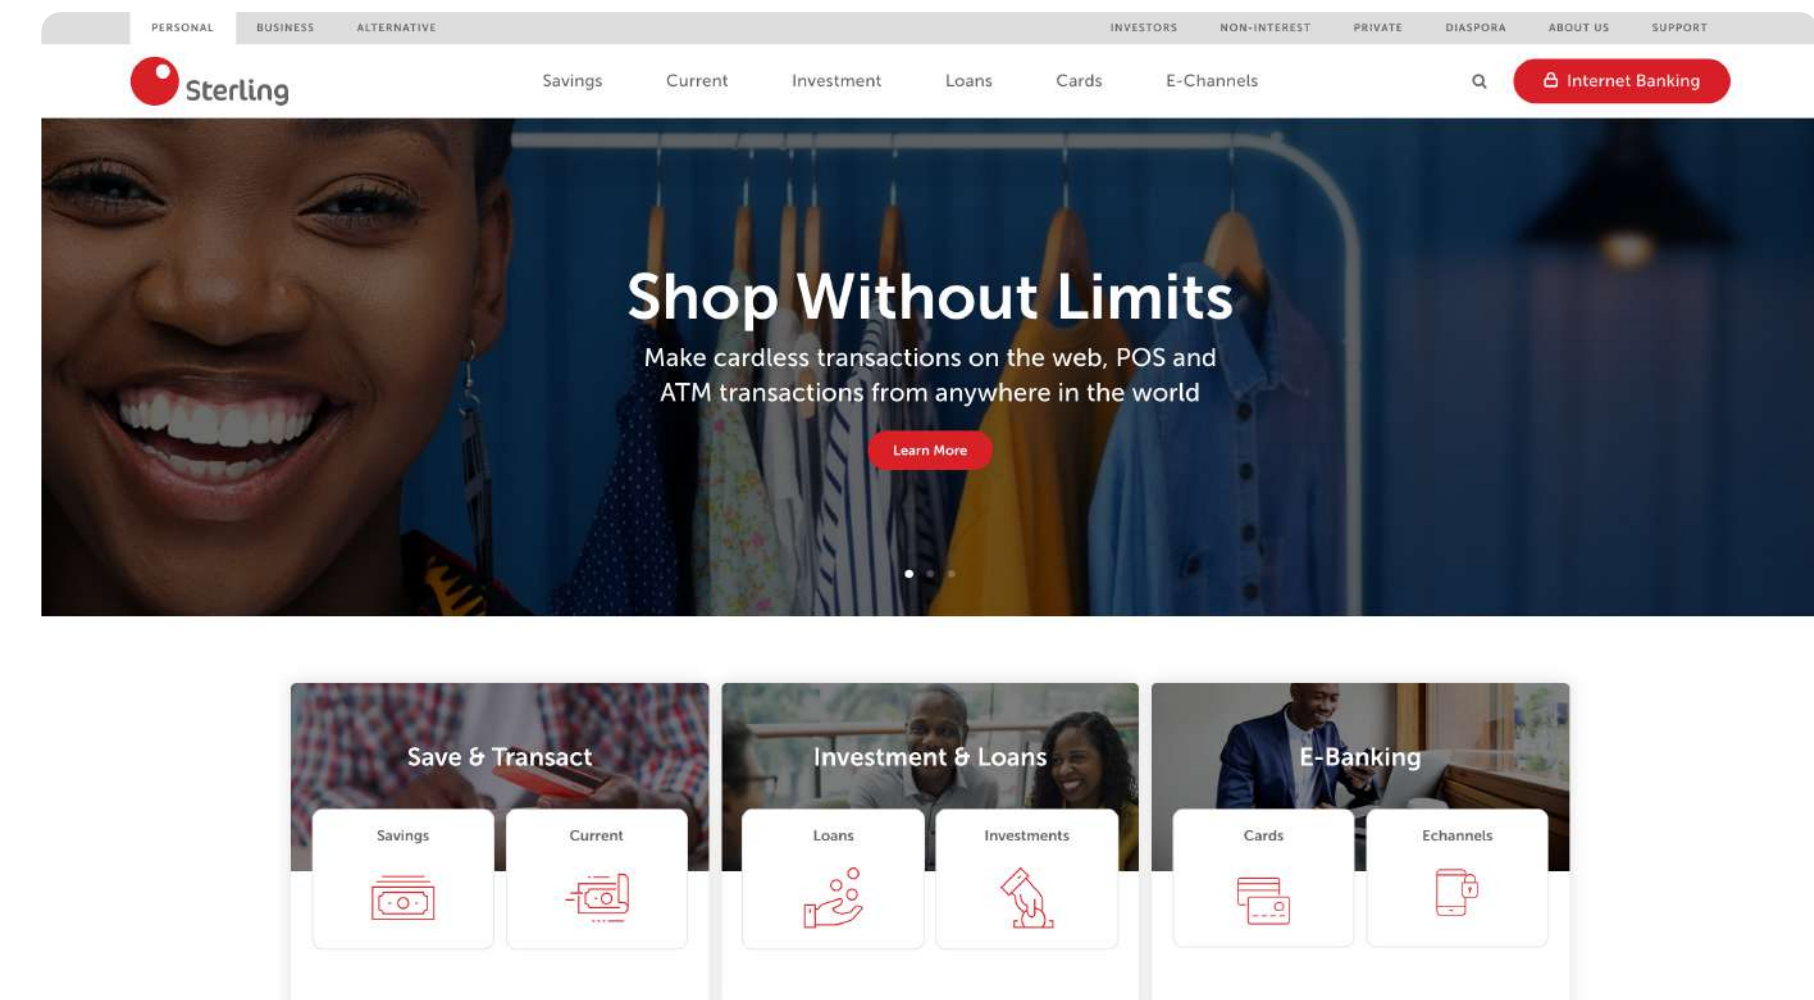 PERSONAL BUSINESS ALTERNATIVE INVESTORS NON-INTEREST PRIVATE DIASPORA ABOUT US SUPPORT
Sterling Savings Current Investment Loans Cards E-Channels Internet Banking
Shop Without Limits
Make cardless transactions on the web, POS and
ATM transactions from anywhere in the world
Learn More
Save & Transact
Savings Current
Investment & Loans
Loans Investments
E-Banking
Cards Echannels